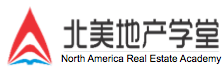 北美地产学堂
North America Real Estate Academy